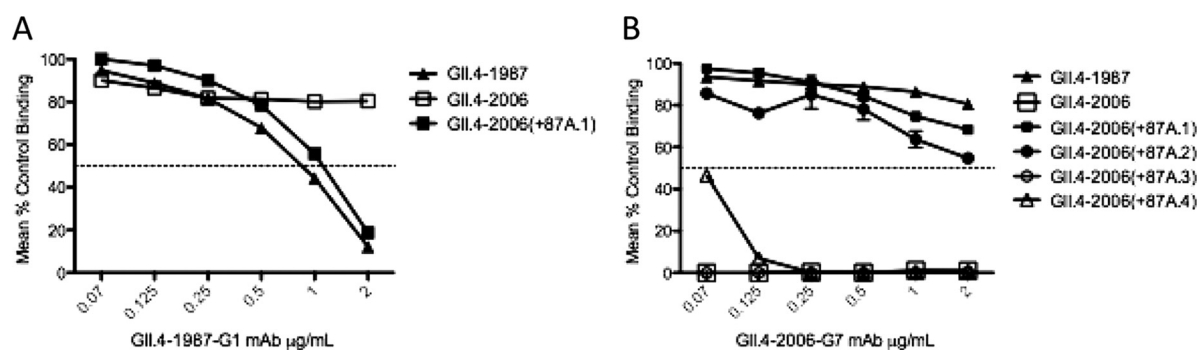 A
Mean % Control Binding
100
80
60
40
20
0
0.07
0.125
0.25
0.5
1
2
GII.4-1987-G1 mAb µg/mL
GII.4-1987
GII.4-2006
GII.4-2006(+87A.1)
B
Mean % Control Binding
100
80
60
40
20
0
0.07
0.125
0.25
0.5
1
2
GII.4-2006-G7 mAb µg/mL
GII.4-1987
GII.4-2006
GII.4-2006(+87A.1)
GII.4-2006(+87A.2)
GII.4-2006(+87A.3)
GII.4-2006(+87A.4)